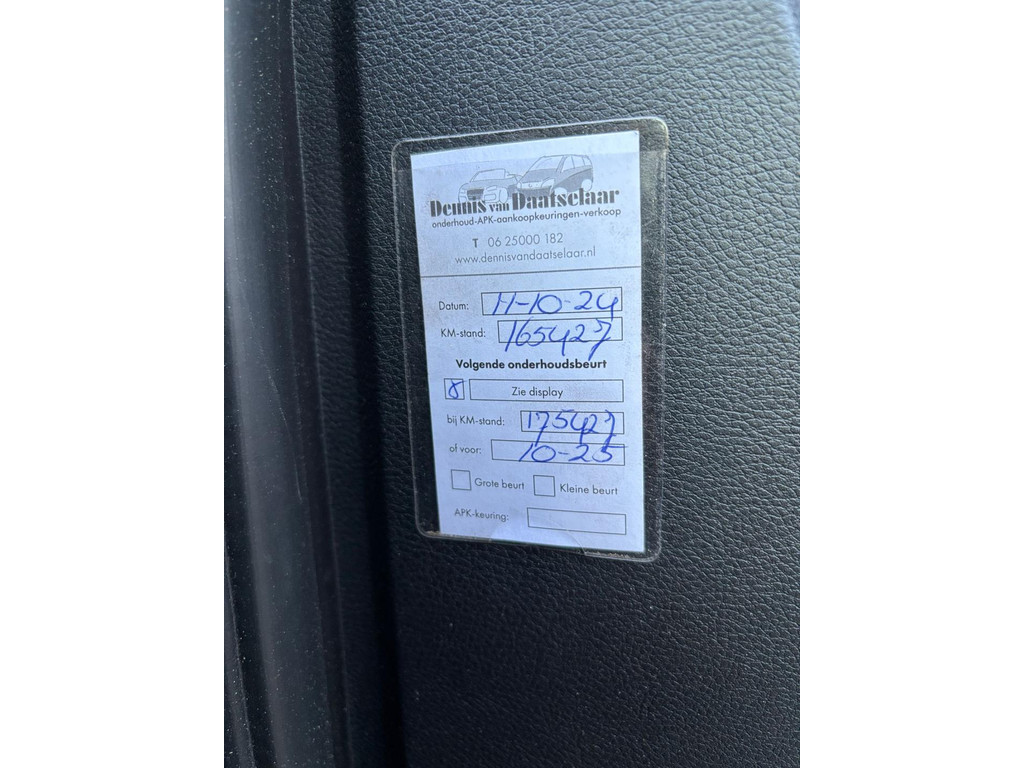 Dennis van Daatselaar
onderhoud-APK-aankoopkeuringen-verkoop
T 06 25000 182
www.dennisvandaatselaar.nl
Datum: 11-10-24
KM-stand: 165427
Volgende onderhoudsbeurt
Zie display
bij KM-stand: 175427
of voor: 10-25
Grote beurt Kleine beurt
APK-keuring: